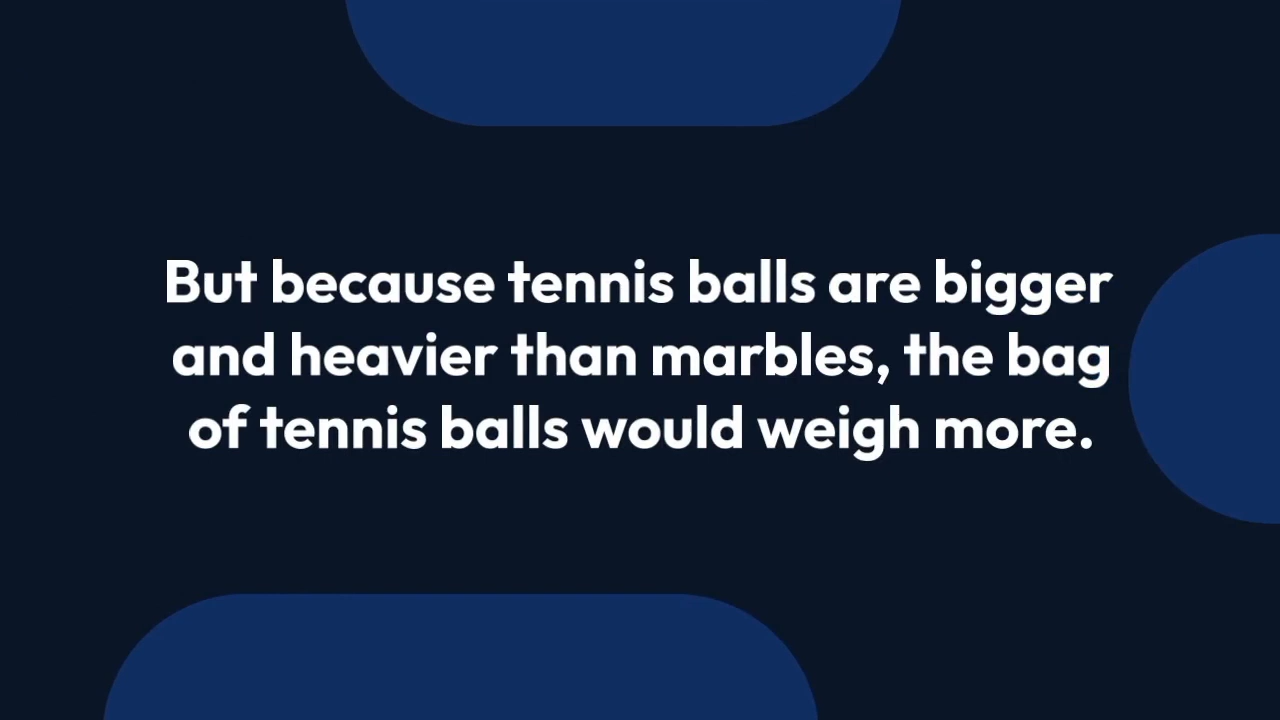 But because tennis balls are bigger
and heavier than marbles, the bag
of tennis balls would weigh more.